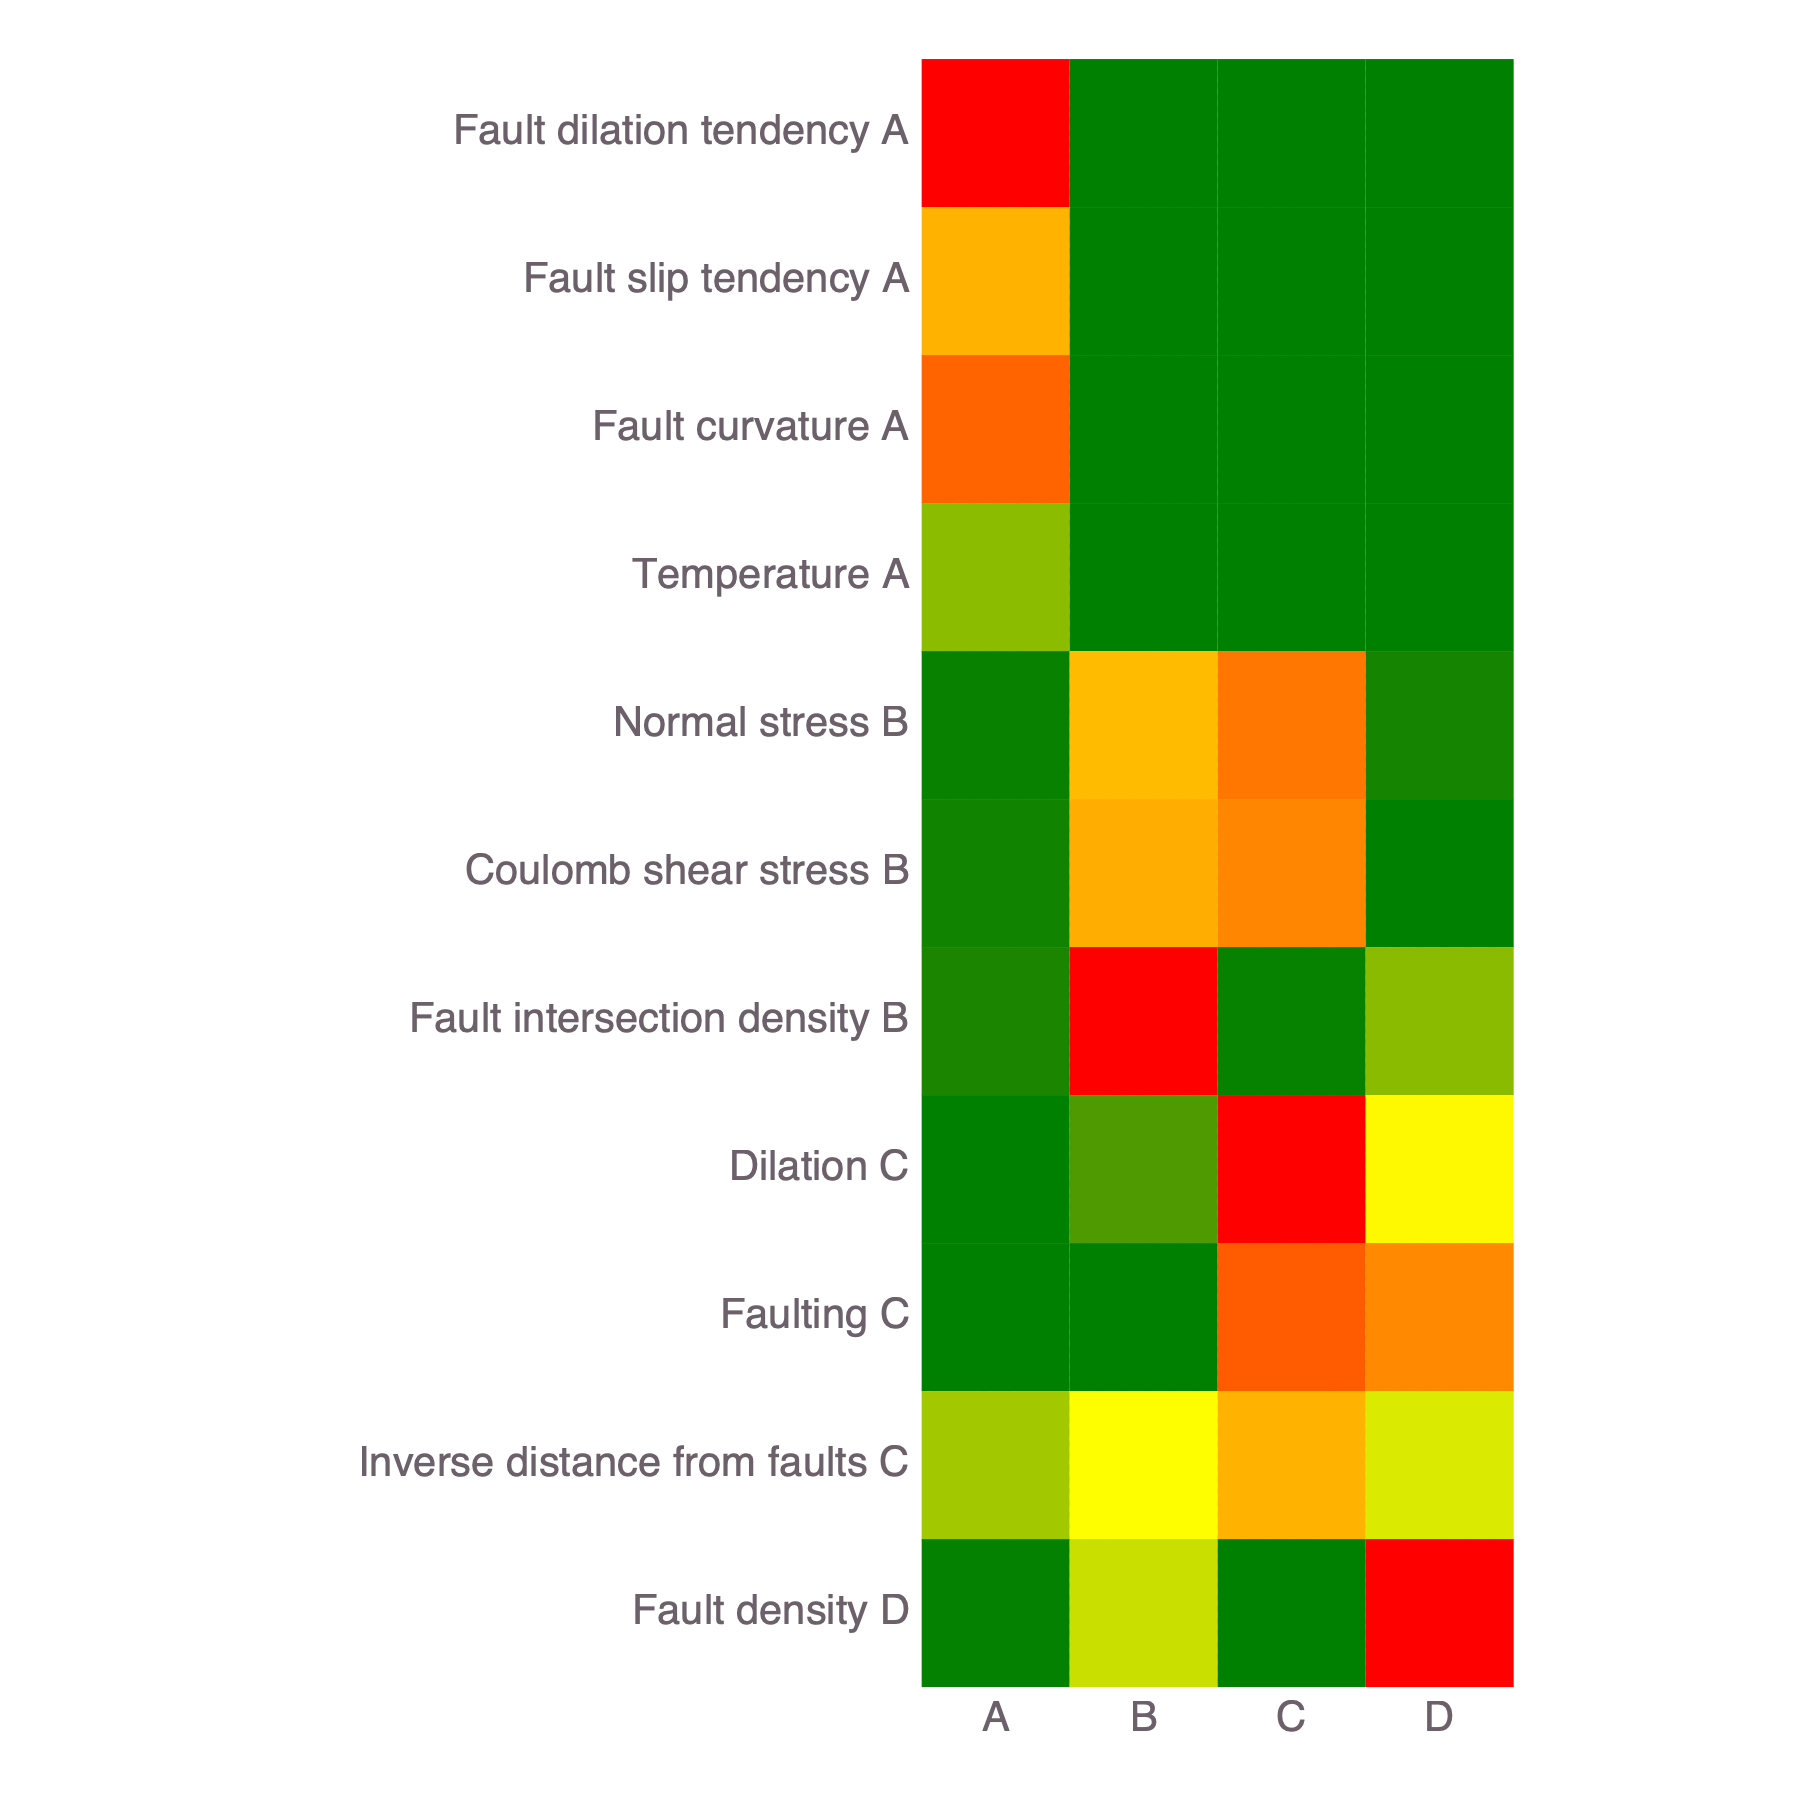 Fault dilation tendency A
Fault slip tendency A
Fault curvature A
Temperature A
Normal stress B
Coulomb shear stress B
Fault intersection density B
Dilation C
Faulting C
Inverse distance from faults C
Fault density D
A B C D